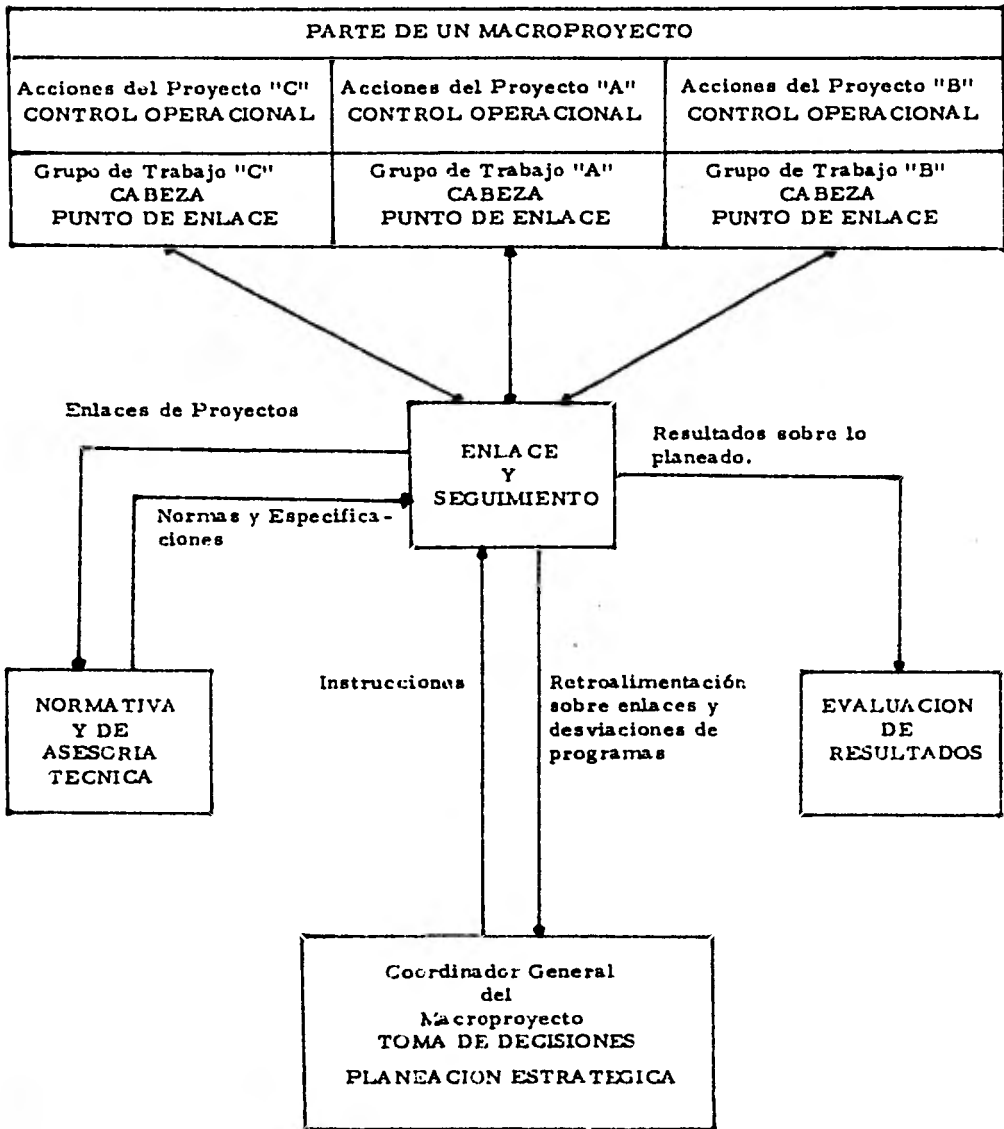 PARTE DE UN MACROPROYECTO
Acciones del Proyecto "C"
CONTROL OPERACIONAL
Acciones del Proyecto "A"
CONTROL OPERACIONAL
Acciones del Proyecto "B"
CONTROL OPERACIONAL
Grupo de Trabajo "C"
CABEZA
PUNTO DE ENLACE
Grupo de Trabajo "A"
CABEZA
PUNTO DE ENLACE
Grupo de Trabajo "B"
CABEZA
PUNTO DE ENLACE
Enlaces de Proyectos
ENLACE
Y
SEGUIMIENTO
Resultados sobre lo
planeado.
Normas y Especifica-
ciones
NORMATIVA
Y DE
ASESORIA
TECNICA
Instrucciones
Retroalimentación
sobre enlaces y
desviaciones de
programas
EVALUACION
DE
RESULTADOS
Coordinador General
del
Macroproyecto
TOMA DE DECISIONES
PLANEACION ESTRATEGICA